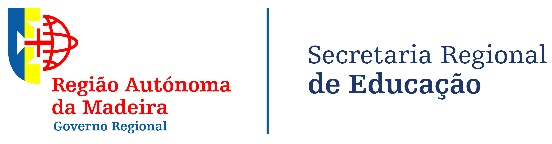 Região Autónoma
da Madeira
Governo Regional
Secretaria Regional
de Educação